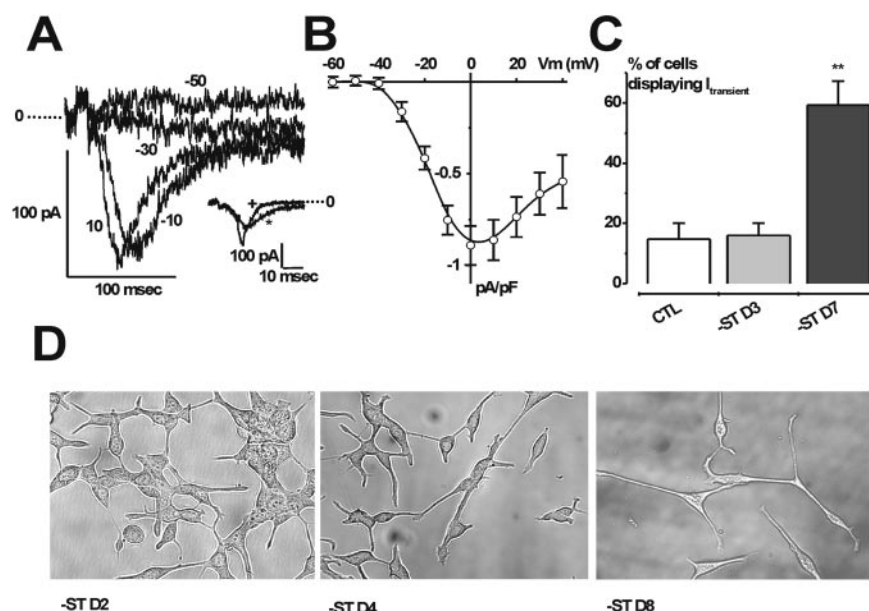 A
-50
0
-30
100 pA
10
-10
+
0
*
100 pA
10 msec
100 msec
B
-60 -40 -20 0 20 Vm (mV)
-0.5
-1
pA/pF
C
% of cells
displaying I transient
**
60
40
20
0
CTL
-ST D3
-ST D7
D
-ST D2
-ST D4
-ST D8